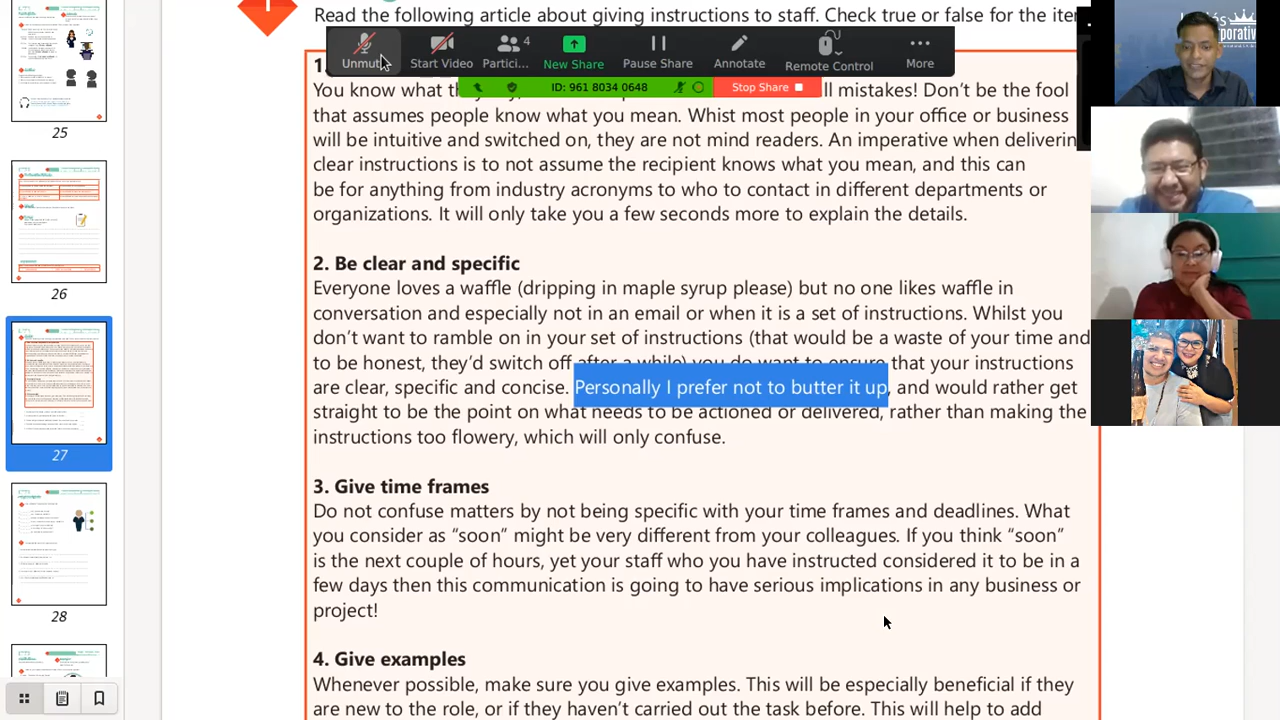 Read the following tips about giving instructions to staff. Check true or false for the
Unmute
Start Video
4
Partici...
New Share
Pause Share
Annotate
Remote Control
More
ID: 961 8034 0648
Stop Share
1
You know what ll mistakes! Don't be the fool
that assumes people know what you mean. Whist most people in your office or business
will be intuitive and switched on, they are not mind readers. An imperative when
clear instructions is to not assume the recipient knows what you mean and this can
be for anything from industry acronyms to who to contact in different departments or
organizations. It will only take you a few seconds more to explain the details.
2. Be clear and specific
Everyone loves a waffle (dripping in maple syrup please) but no one likes waffle in
conversation and especially not in an email or when it is a set of instructions. Whilst you
your set of instructions would be a waste of your time and
honest, they switch off your instructions
clear, specific and concise. Personally I prefer not to butter it up and would rather get
straight to be the point on what needs to be actioned or delivered, rather than making the
instructions too flowery, which will only confuse.
3. Give time frames
Do not confuse matters by not being specific with your time frames and deadlines. What
you consider as "soon" might be very different from your colleagues. If you think "soon"
is the next couple of hours, yet your staff who you have instructed considered it to be in a
few days then this communication is going to have serious implications in any business or
project!
4. Give examples
Whenever possible, make sure you give examples. This will be especially beneficial if they
are new to the role, or if they haven't carried out the task before. This will help to add
25
26
27
28